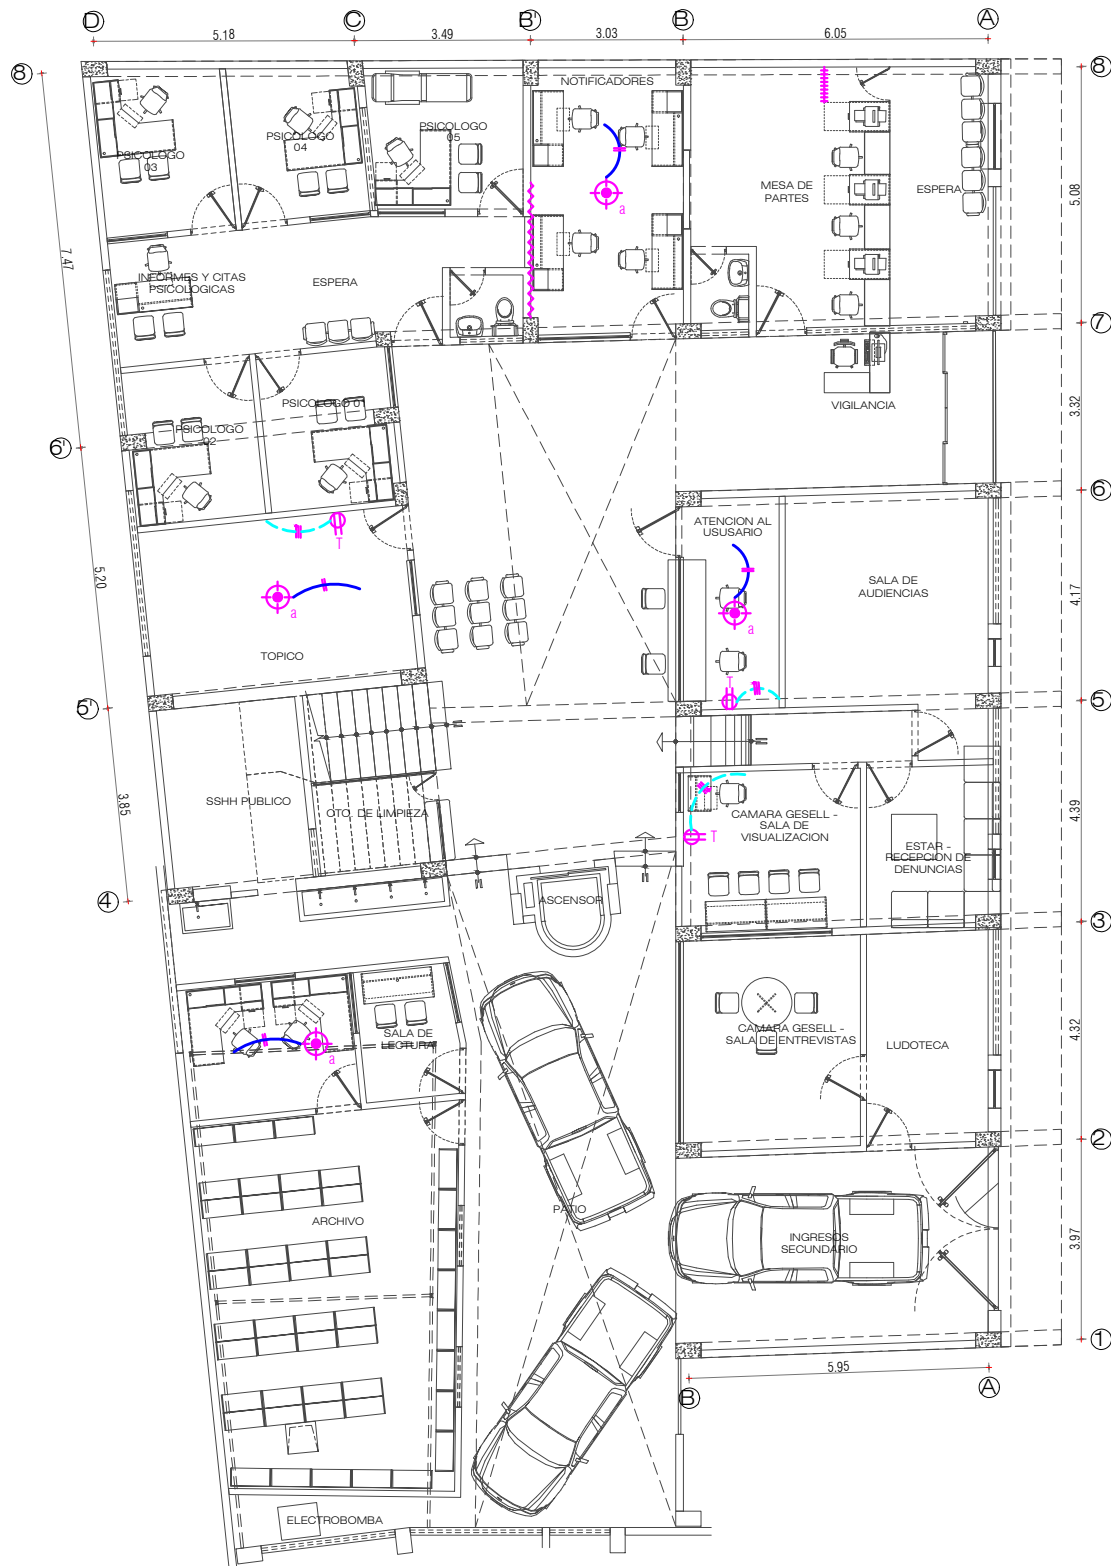 D
C
B'
B
A
5.18
3.49
3.03
6.05
8
8
NOTIFICADORES
PSICOLOGO
03
PSICOLOGO
04
PSICOLOGO
05
MESA DE
PARTES
ESPERA
5.08
a
7.47
INFORMES Y CITAS
PSICOLOGICAS
ESPERA
7
3.32
VIGILANCIA
PSICOLOGO 01
PSICOLOGO
02
6'
6
ATENCION AL
USUSARIO
T
SALA DE
AUDIENCIAS
5.20
4.17
a
a
TOPICO
T
5'
5
SSHH PUBLICO
CTO. DE LIMPIEZA
3.85
4.39
T
CAMARA GESELL -
SALA DE
VISUALIZACION
ESTAR -
RECEPCIÓN DE
DENUNCIAS
4
ASCENSOR
3
SALA DE
LECTURA
a
CAMARA GESELL -
SALA DE ENTREVISTAS
LUDOTECA
4.32
2
ARCHIVO
PATIO
INGRESOS
SECUNDARIO
3.97
1
5.95
B
A
ELECTROBOMBA